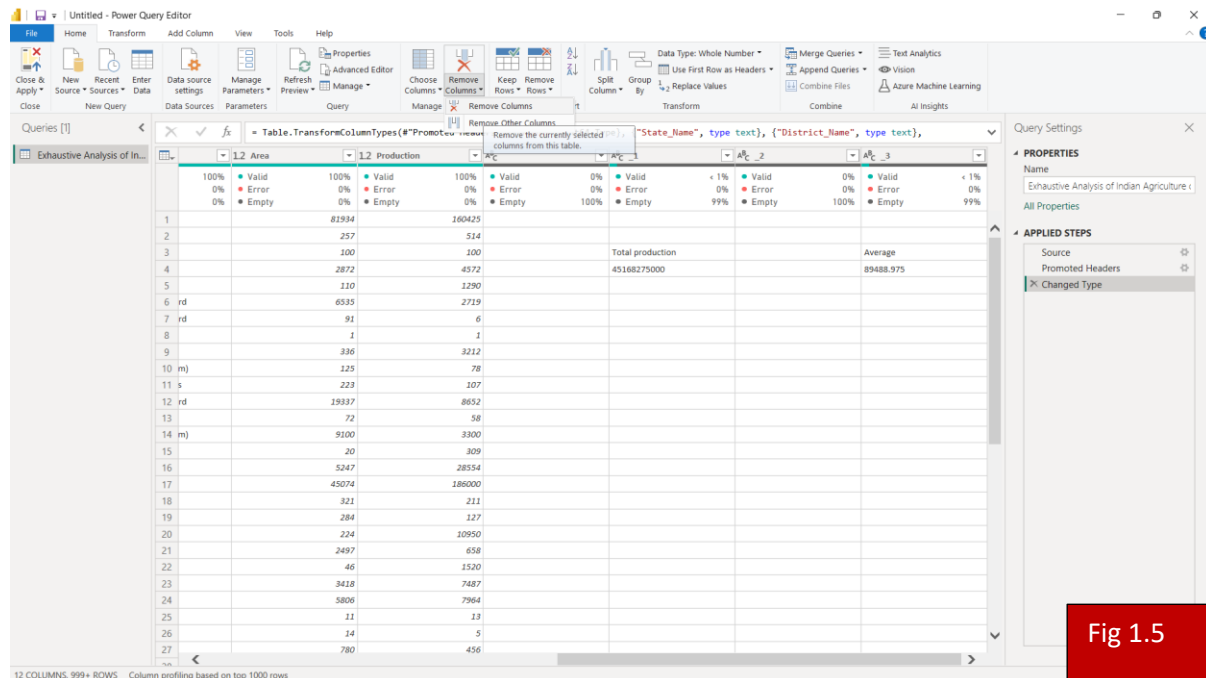 Untitled - Power Query Editor
File Home Transform Add Column View Tools Help
Close & Apply New Source Recent Sources Enter Data Data source settings Manage Parameters Refresh Preview Properties Advanced Editor Manage Choose Columns Remove Columns Keep Rows Remove Rows Split Column Group By Data Type: Whole Number Use First Row as Headers Replace Values Merge Queries Append Queries Combine Files Text Analytics Vision Azure Machine Learning
Close New Query Data Sources Parameters Query Manage Transform Combine AI Insights
Remove Columns
Remove Other Columns
Remove the currently selected columns from this table.
Queries [1]
Exhaustive Analysis of In...
fx = Table.TransformColumnTypes(#"Promoted "State_Name", type text}, {"District_Name", type text},
1.2 Area 1.2 Production ABC ABC _1 ABC _2 ABC _3
100% Valid 100% Valid 100% Valid 0% Valid < 1% Valid 0% Valid < 1%
0% Error 0% Error 0% Error 0% Error 0% Error 0% Error 0%
0% Empty 0% Empty 0% Empty 100% Empty 99% Empty 100% Empty 99%
1 81934 160425
2 257 514
3 100 100 Total production Average
4 2872 4572 45168275000 89488.975
5 110 1290
6 rd 6535 2719
7 rd 91 6
8 1 1
9 336 3212
10 m) 125 78
11 s 223 107
12 rd 19337 8652
13 72 58
14 m) 9100 3300
15 20 309
16 5247 28554
17 45074 186000
18 321 211
19 284 127
20 224 10950
21 2497 658
22 46 1520
23 3418 7487
24 5806 7964
25 11 13
26 14 5
27 780 456
12 COLUMNS, 999+ ROWS Column profiling based on top 1000 rows
Query Settings
PROPERTIES
Name
Exhaustive Analysis of Indian Agriculture
All Properties
APPLIED STEPS
Source
Promoted Headers
Changed Type
Fig 1.5